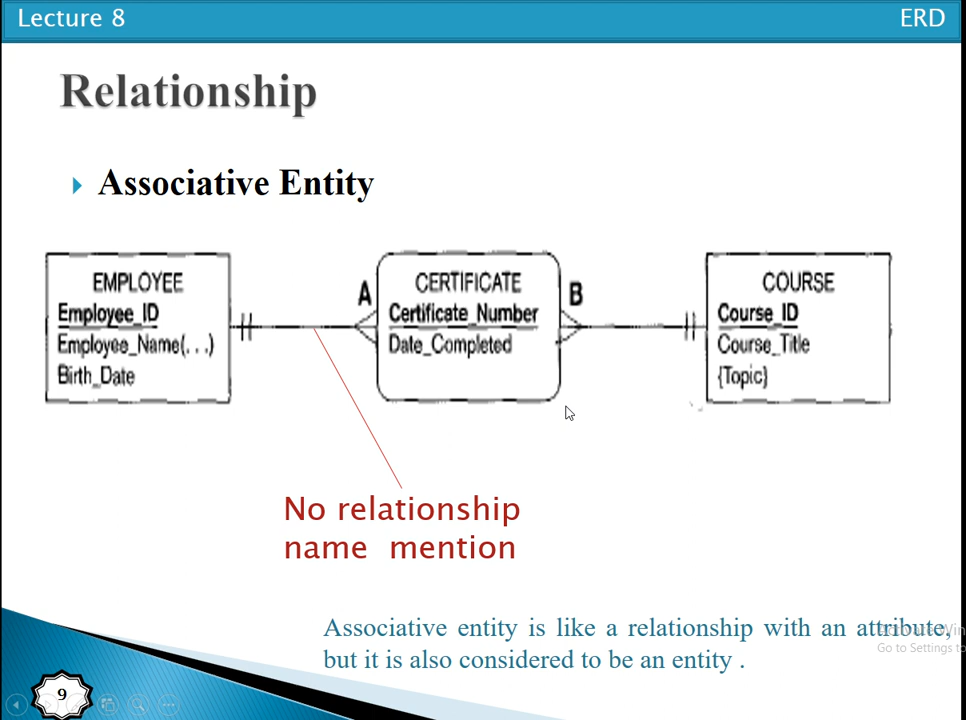 Lecture 8
ERD
Relationship
Associative Entity
EMPLOYEE
Employee_ID
Employee_Name(...)
Birth_Date
A
CERTIFICATE
Certificate_Number
Date_Completed
B
COURSE
Course_ID
Course_Title
{Topic}
No relationship
name mention
Associative entity is like a relationship with an attribute,
but it is also considered to be an entity .
Go to Settings to
9